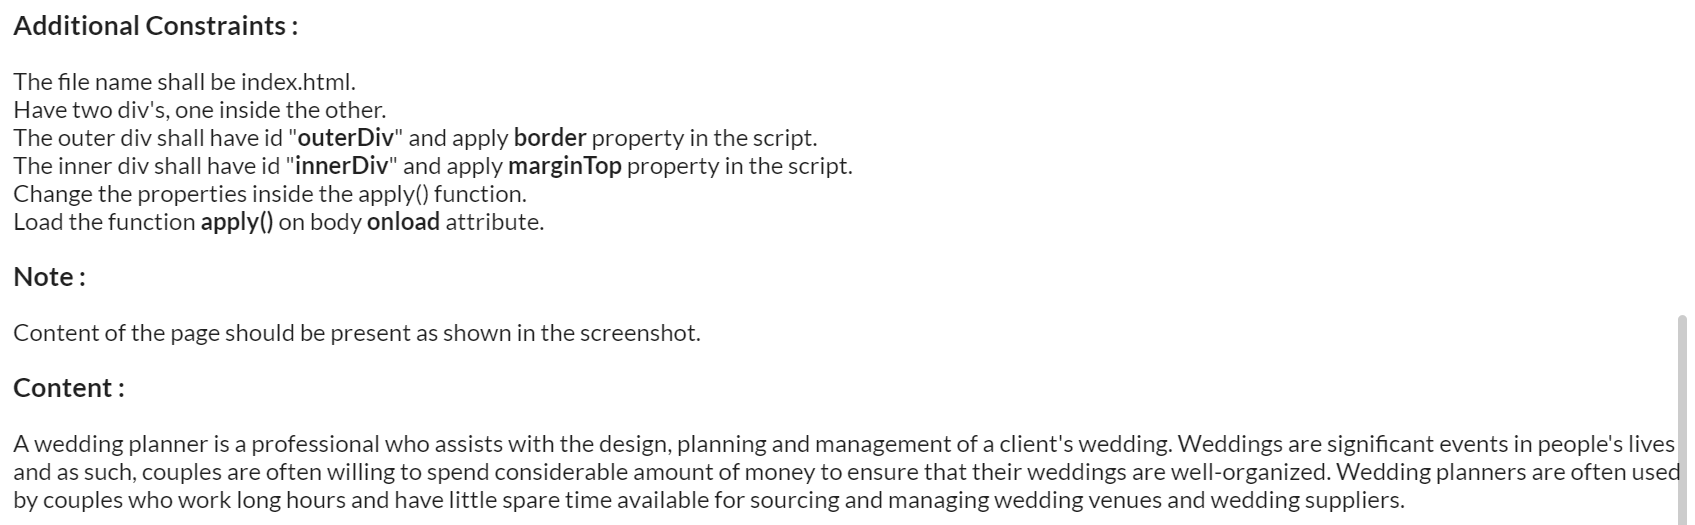 Additional Constraints :
The file name shall be index.html.
Have two div's, one inside the other.
The outer div shall have id "outerDiv" and apply border property in the script.
The inner div shall have id "innerDiv" and apply marginTop property in the script.
Change the properties inside the apply() function.
Load the function apply() on body onload attribute.
Note :
Content of the page should be present as shown in the screenshot.
Content :
A wedding planner is a professional who assists with the design, planning and management of a client's wedding. Weddings are significant events in people's lives
and as such, couples are often willing to spend considerable amount of money to ensure that their weddings are well-organized. Wedding planners are often used
by couples who work long hours and have little spare time available for sourcing and managing wedding venues and wedding suppliers.